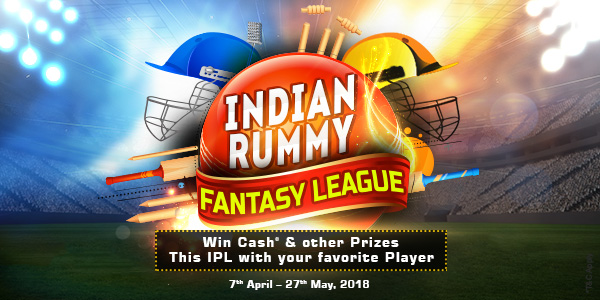 INDIAN
RUMMY
FANTASY LEAGUE
Win Cash* & other Prizes
This IPL with your favorite Player
7th April – 27th May, 2018